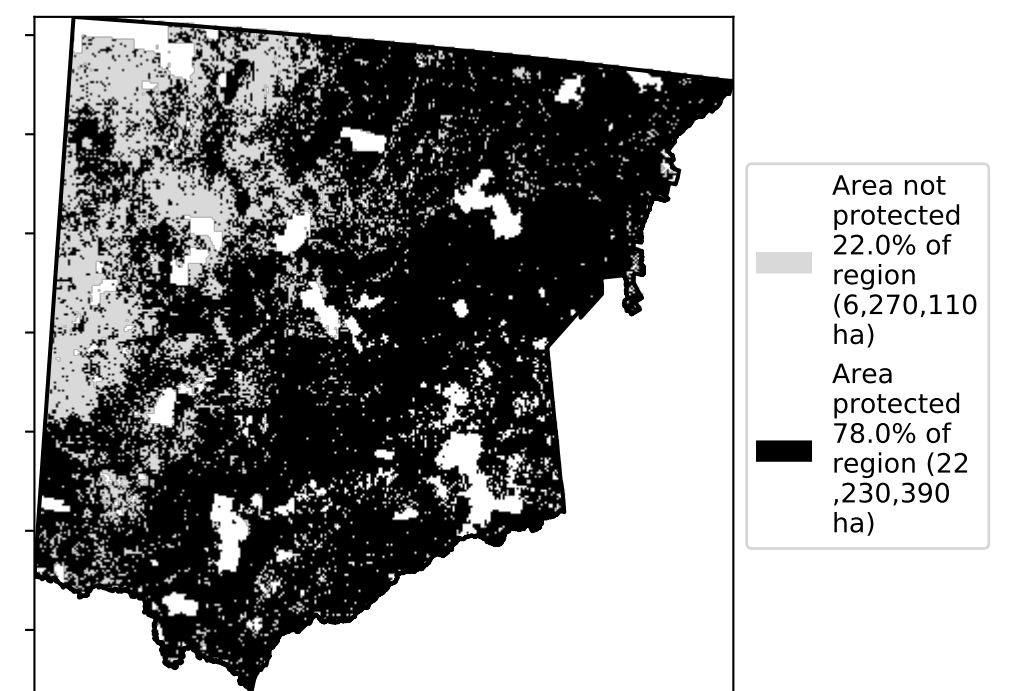 Area not
protected
22.0% of
region
(6,270,110
ha)
Area
protected
78.0% of
region (22
,230,390
ha)